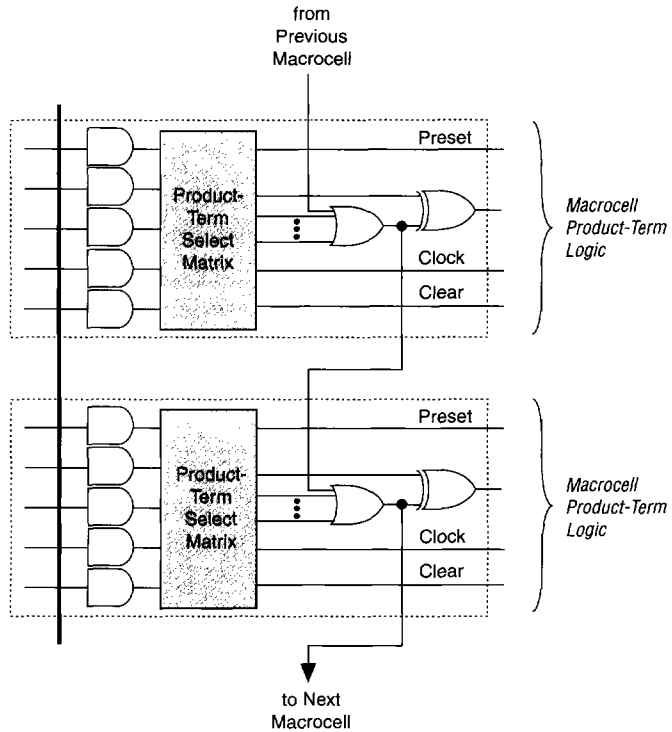 from
Previous
Macrocell
Preset
Product-
Term
Select
Matrix
Clock
Clear
Macrocell
Product-Term
Logic
Preset
Product-
Term
Select
Matrix
Clock
Clear
Macrocell
Product-Term
Logic
to Next
Macrocell